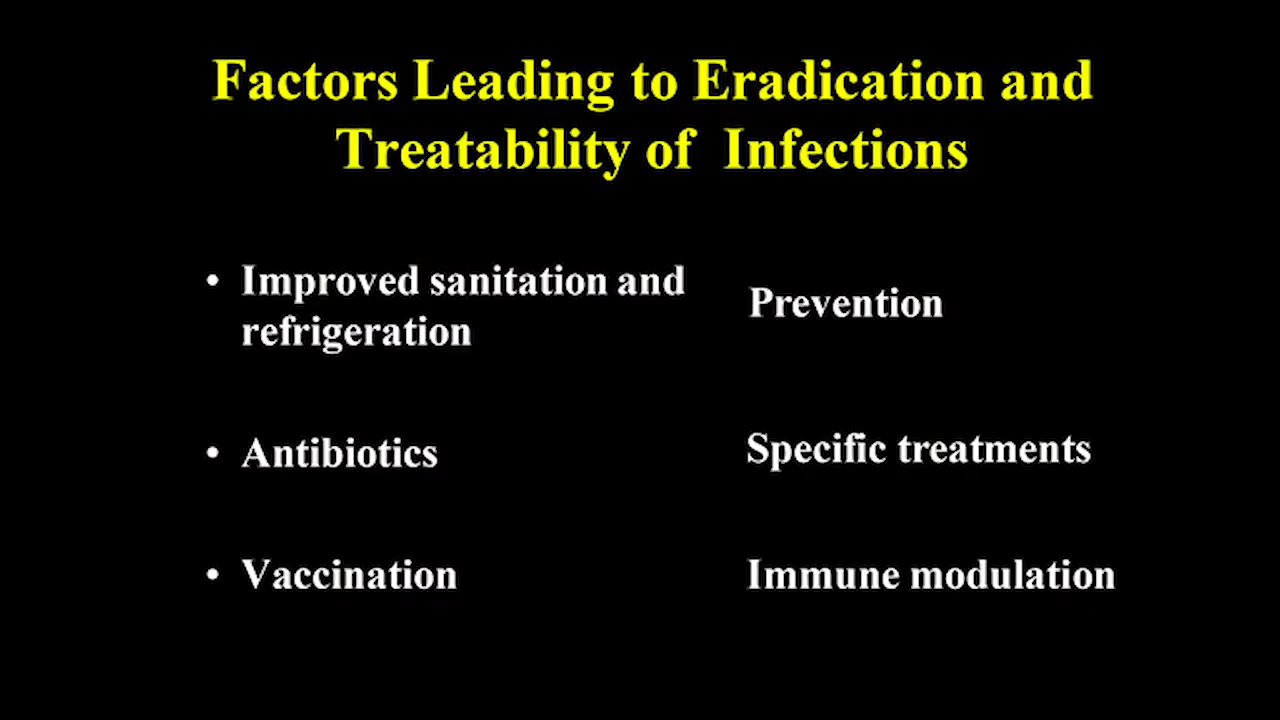 Factors Leading to Eradication and
Treatability of Infections
• Improved sanitation and
refrigeration
Prevention
• Antibiotics
Specific treatments
• Vaccination
Immune modulation